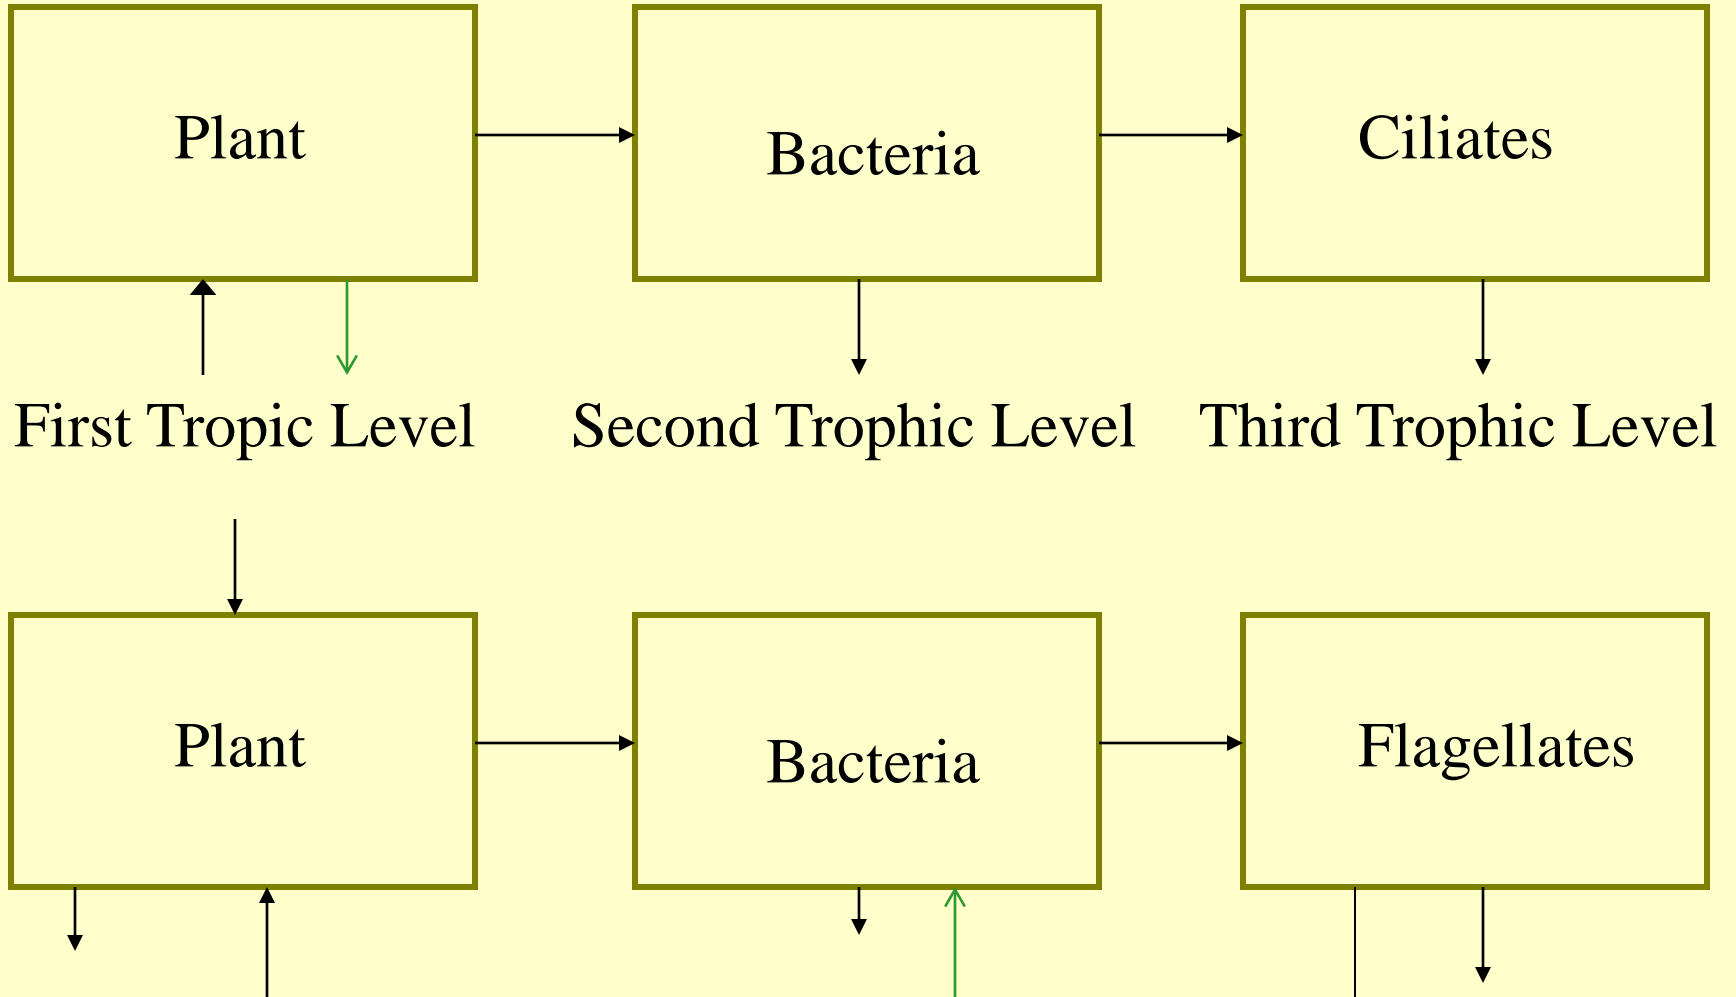 Plant
Bacteria
Ciliates
First Tropic Level
Second Trophic Level
Third Trophic Level
Plant
Bacteria
Flagellates